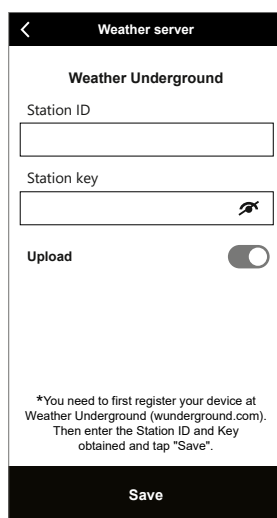 Weather server
Weather Underground
Station ID
Station key
Upload
*You need to first register your device at
Weather Underground (wunderground.com).
Then enter the Station ID and Key
obtained and tap "Save".
Save